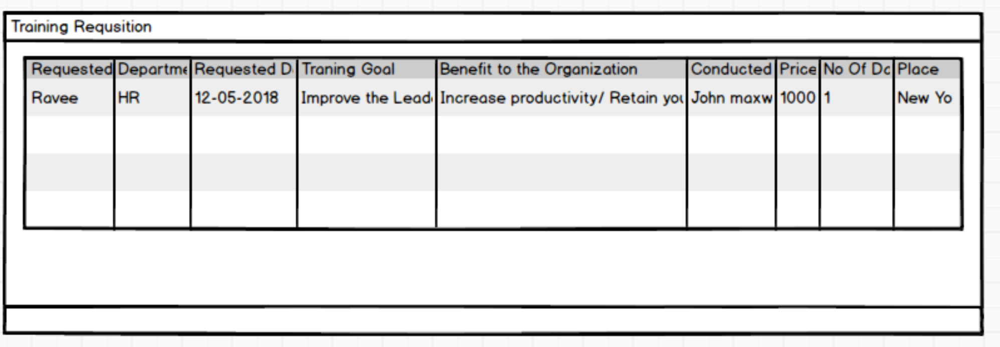 Training Requsition
Requested Departme Requested D Traning Goal Benefit to the Organization Conducted Price No Of Da Place
Ravee HR 12-05-2018 Improve the Lead Increase productivity/ Retain you John maxw 1000 1 New Yo